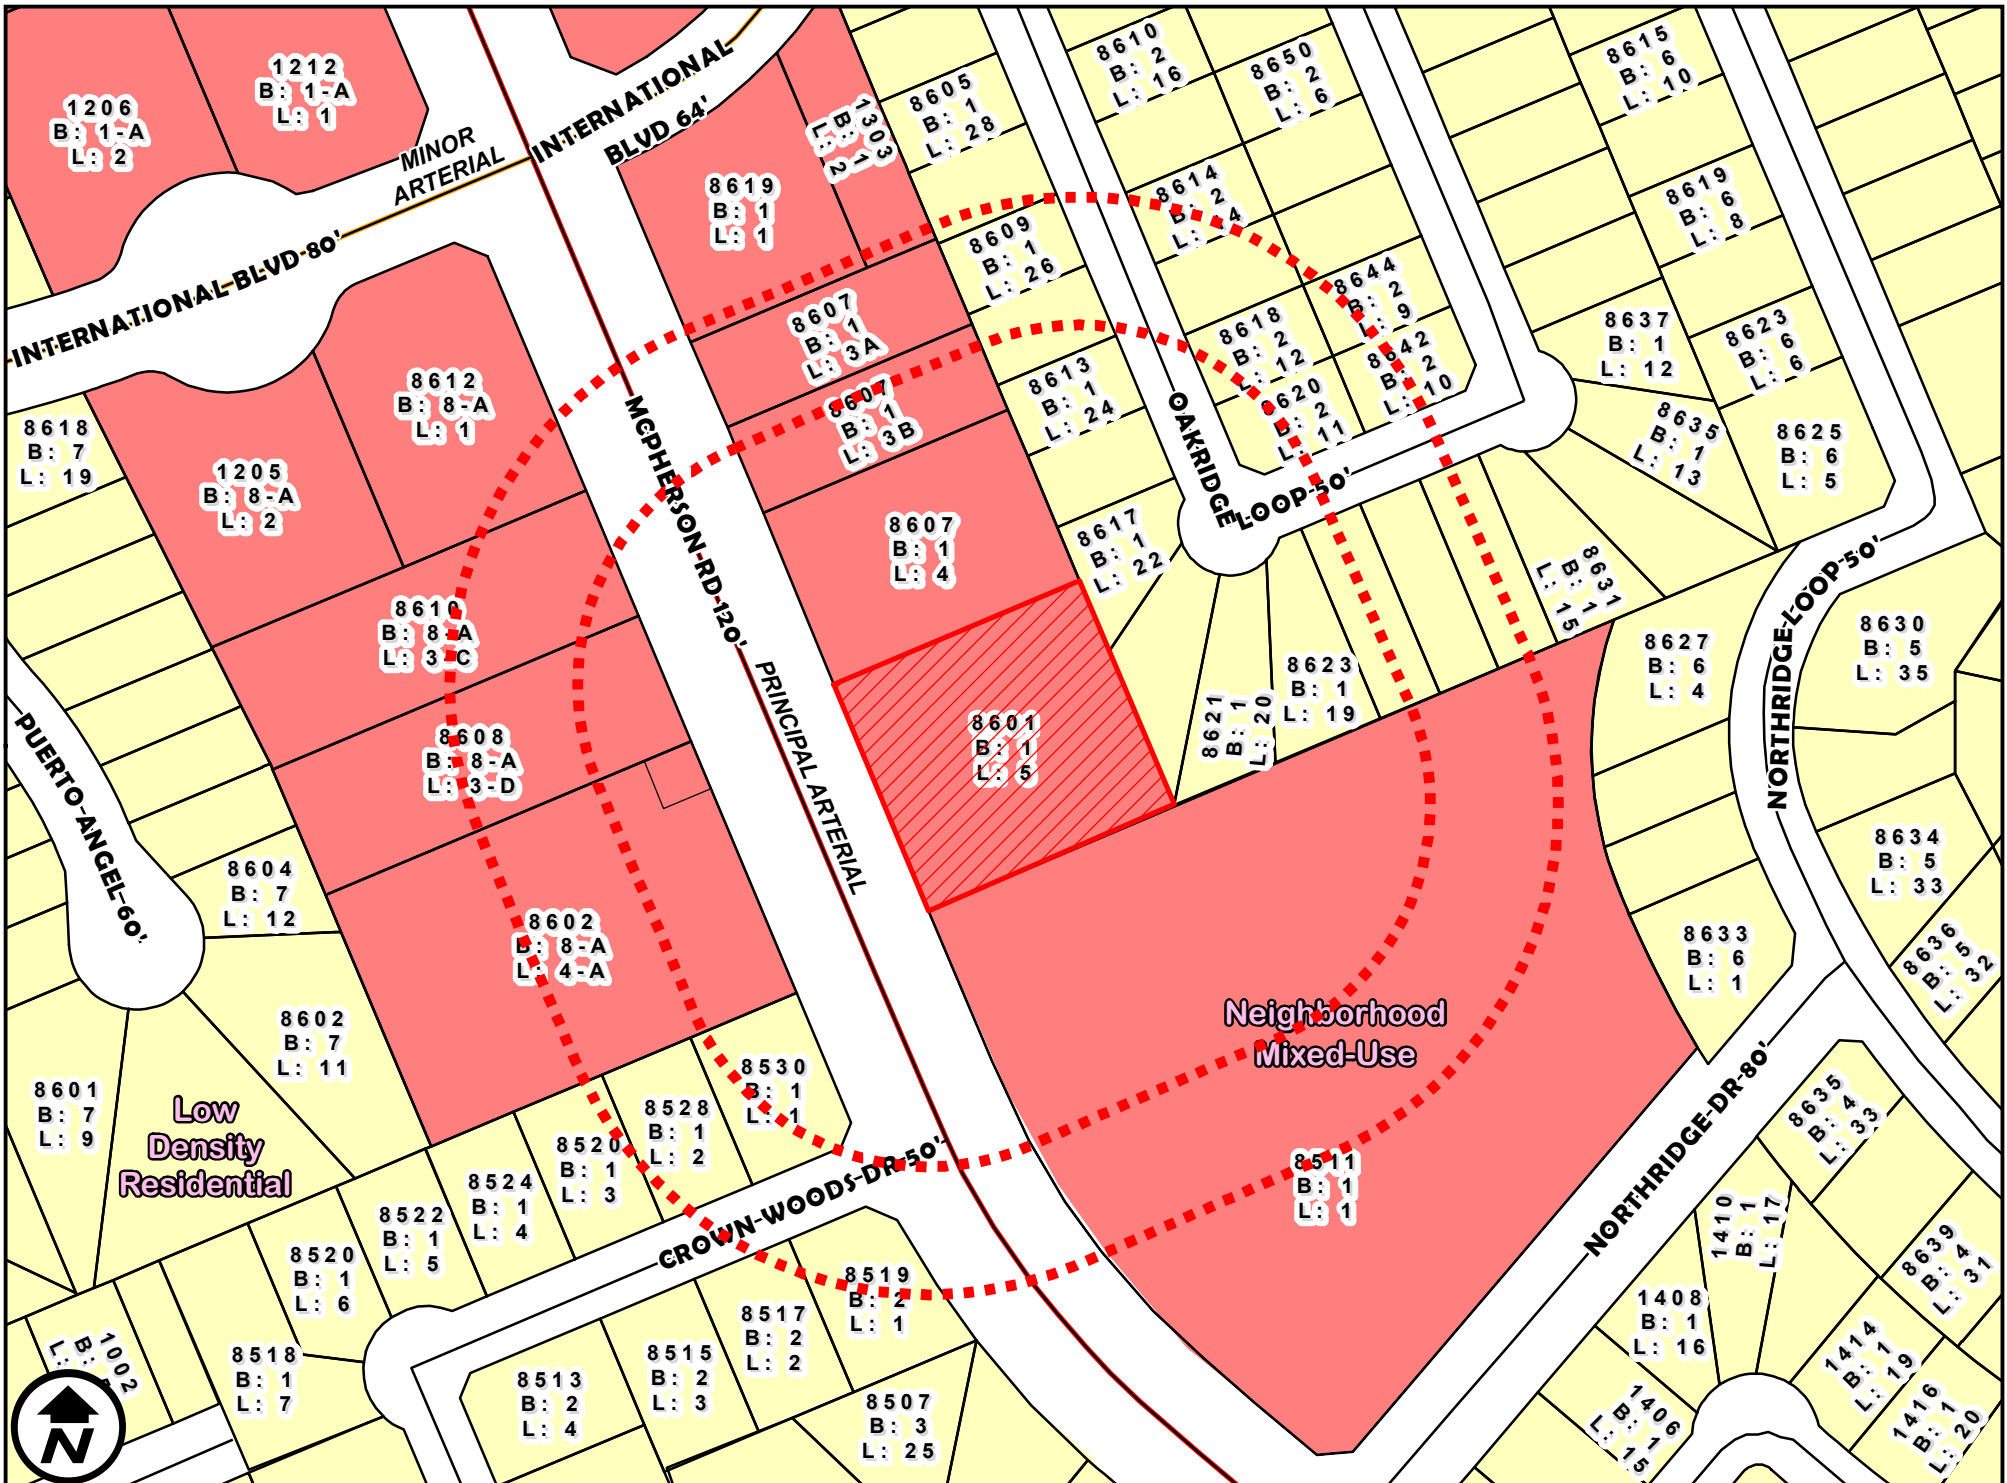 1206
B: 1-A
L: 2
1212
B: 1-A
L: 1
MINOR
ARTERIAL
INTERNATIONAL
BLVD 64'
INTERNATIONAL BLVD 80'
8619
B: 1
L: 1
1303
B: 1
L: 2
8605
B: 1
L: 28
8610
B: 2
L: 16
8650
B: 2
L: 6
8615
B: 6
L: 10
8614
B: 2
8619
B: 6
L: 8
8609
B: 1
L: 26
8644
B: 2
L: 9
8618
B: 2
L: 12
8642
B: 2
L: 10
8620
B: 2
L: 11
8637
B: 1
L: 12
8623
B: 6
L: 6
8607
B: 1
L: 3A
8607
B: 1
L: 3B
8613
B: 1
L: 24
8612
B: 8-A
L: 1
8618
B: 7
L: 19
1205
B: 8-A
L: 2
8635
B: 1
L: 13
8625
B: 6
L: 5
OAKRIDGE
LOOP 50'
MCPHERSON RD 120'
PRINCIPAL ARTERIAL
8607
B: 1
L: 4
8617
B: 1
L: 22
8631
B: 1
L: 15
NORTHRIDGE LOOP 50'
8610
B: 8-A
L: 3-C
8630
B: 5
L: 35
8627
B: 6
L: 4
8623
B: 1
L: 19
8621
B: 1
L: 20
8601
B: 1
L: 5
8608
B: 8-A
L: 3-D
PUERTO ANGEL 60'
8604
B: 7
L: 12
8634
B: 5
L: 33
8602
B: 8-A
L: 4-A
8633
B: 6
L: 1
8636
B: 5
L: 32
Neighborhood
Mixed-Use
8602
B: 7
L: 11
8601
B: 7
L: 9
Low
Density
Residential
8530
B: 1
L: 1
8528
B: 1
L: 2
8520
B: 1
L: 3
8524
B: 1
L: 4
8522
B: 1
L: 5
8520
B: 1
L: 6
CROWN WOODS DR 50'
8511
B: 1
L: 1
NORTHRIDGE DR 80'
8635
B: 4
L: 33
1410
B: 1
L: 17
8639
B: 4
L: 31
8519
B: 2
L: 1
8517
B: 2
L: 2
8515
B: 2
L: 3
8513
B: 2
L: 4
8518
B: 1
L: 7
1002
B:
L:
8507
B: 3
L: 25
1408
B: 1
L: 16
1414
B: 1
L: 19
1406
B: 1
L: 15
1416
B: 1
L: 20
N